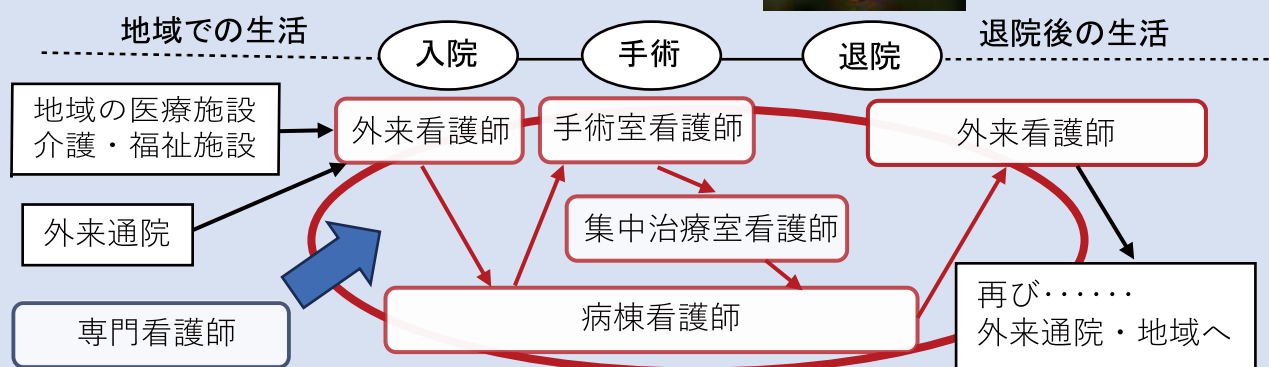 地域での生活
入院
手術
退院
退院後の生活
地域の医療施設
介護・福祉施設
外来看護師
手術室看護師
外来看護師
外来通院
集中治療室看護師
専門看護師
病棟看護師
再び‥‥‥
外来通院・地域へ